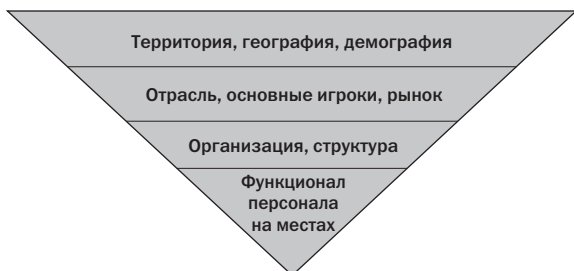 Территория, география, демография
Отрасль, основные игроки, рынок
Организация, структура
Функционал
персонала
на местах